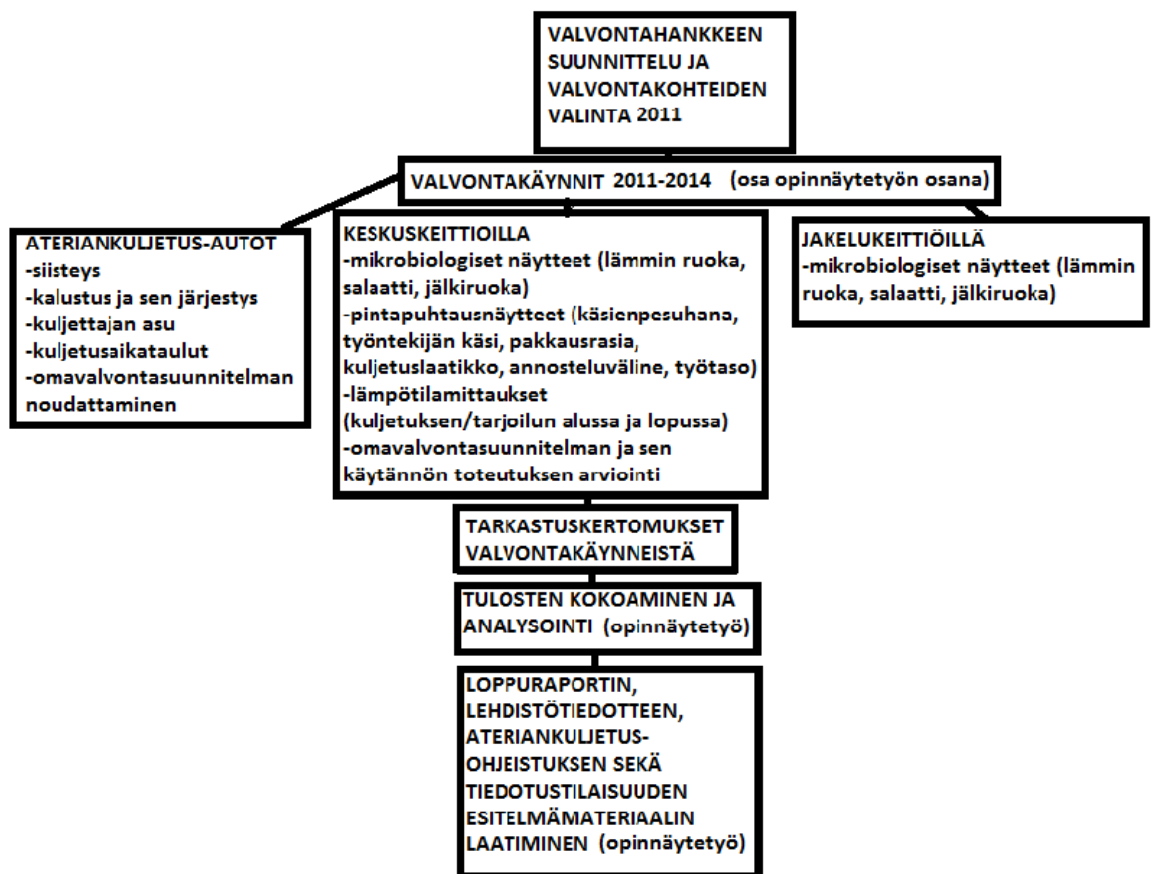 VALVONTAHANKKEEN
SUUNNITTELU JA
VALVONTAKOHTEIDEN
VALINTA 2011
VALVONTAKÄYNNIT 2011-2014 (osa opinnäytetyön osana)
ATERIANKULJETUS-AUTOT
-siisteys
-kalustus ja sen järjestys
-kuljettajan asu
-kuljetusaikataulut
-omavalvontasuunnitelman
noudattaminen
KESKUSKEITTIOILLA
-mikrobiologiset näytteet (lämmin ruoka,
salaatti, jälkiruoka)
-pintapuhtausnäytteet (käsienpesuhana,
työntekijän käsi, pakkausrasia,
kuljetuslaatikko, annosteluväline, työtaso)
-lämpötilamittaukset
(kuljetuksen/tarjoilun alussa ja lopussa)
-omavalvontasuunnitelman ja sen
käytännön toteutuksen arviointi
JAKELUKEITTIÖILLÄ
-mikrobiologiset näytteet (lämmin
ruoka, salaatti, jälkiruoka)
TARKASTUSKERTOMUKSET
VALVONTAKÄYNNEISTÄ
TULOSTEN KOKOAMINEN JA
ANALYSOINTI (opinnäytetyö)
LOPPURAPORTIN,
LEHDISTÖTIEDOTTEEN,
ATERIANKULJETUS-
OHJEISTUKSEN SEKÄ
TIEDOTUSTILAISUUDEN
ESITELMÄMATERIAALIN
LAATIMINEN (opinnäytetyö)